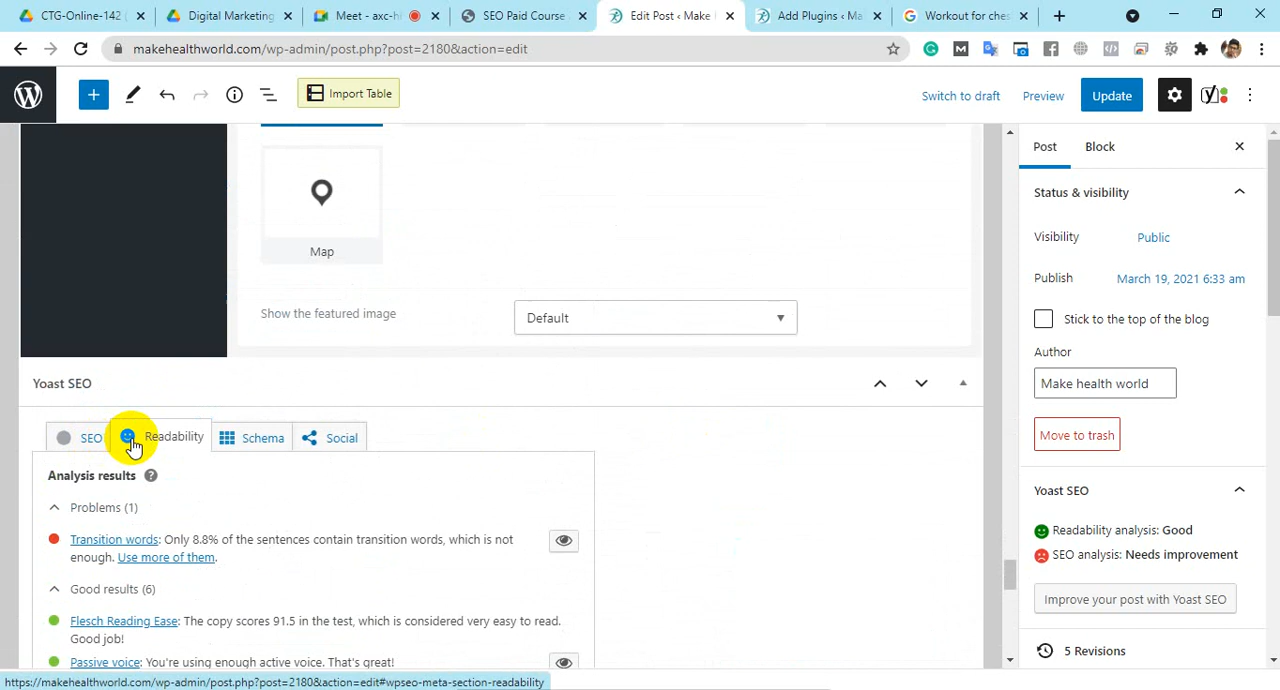 CTG-Online-142
Digital Marketing
Meet - axc-hi
SEO Paid Course
Edit Post ‹ Make
Add Plugins ‹ Ma
Workout for ches
makehealthworld.com/wp-admin/post.php?post=2180&action=edit
Import Table
Switch to draft
Preview
Update
Post
Block
Status & visibility
Map
Visibility
Public
Publish
March 19, 2021 6:33 am
Show the featured image
Default
Stick to the top of the blog
Author
Make health world
Yoast SEO
Move to trash
SEO
Readability
Schema
Social
Analysis results
Yoast SEO
Problems (1)
Readability analysis: Good
Transition words: Only 8.8% of the sentences contain transition words, which is not
enough. Use more of them.
SEO analysis: Needs improvement
Good results (6)
Improve your post with Yoast SEO
Flesch Reading Ease: The copy scores 91.5 in the test, which is considered very easy to read.
Good job!
5 Revisions
Passive voice: You're using enough active voice. That's great!
https://makehealthworld.com/wp-admin/post.php?post=2180&action=edit#wpseo-meta-section-readability